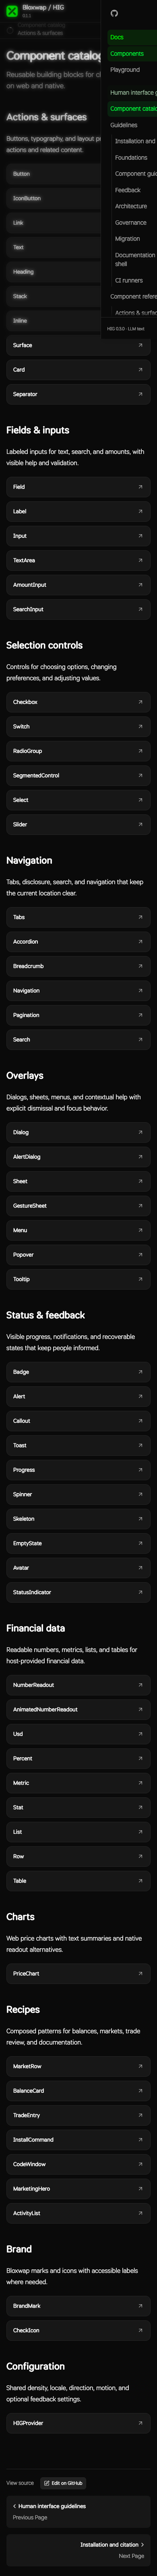 Bloxwap / HIG
0.1.1
Actions & surfaces
Component catalog
Reusable building blocks for
on web and native.
Docs
Components
Playground
Human interface g
Component catalo
Guidelines
Installation and
Foundations
Component guid
Feedback
Architecture
Governance
Migration
Documentation
shell
CI runners
Component refere
Actions & surfac
HIG 0.1.0 · LLM text
Actions & surfaces
Buttons, typography, and layout p
actions and related content.
Button
IconButton
Link
Text
Heading
Stack
Inline
Surface
Card
Separator
Fields & inputs
Labeled inputs for text, search, and amounts, with
visible help and validation.
Field
Label
Input
TextArea
AmountInput
SearchInput
Selection controls
Controls for choosing options, changing
preferences, and adjusting values.
Checkbox
Switch
RadioGroup
SegmentedControl
Select
Slider
Navigation
Tabs, disclosure, search, and navigation that keep
the current location clear.
Tabs
Accordion
Breadcrumb
Navigation
Pagination
Search
Overlays
Dialogs, sheets, menus, and contextual help with
explicit dismissal and focus behavior.
Dialog
AlertDialog
Sheet
GestureSheet
Menu
Popover
Tooltip
Status & feedback
Visible progress, notifications, and recoverable
states that keep people informed.
Badge
Alert
Callout
Toast
Progress
Spinner
Skeleton
EmptyState
Avatar
StatusIndicator
Financial data
Readable numbers, metrics, lists, and tables for
host-provided financial data.
NumberReadout
AnimatedNumberReadout
Usd
Percent
Metric
Stat
List
Row
Table
Charts
Web price charts with text summaries and native
readout alternatives.
PriceChart
Recipes
Composed patterns for balances, markets, trade
review, and documentation.
MarketRow
BalanceCard
TradeEntry
InstallCommand
CodeWindow
MarketingHero
ActivityList
Brand
Bloxwap marks and icons with accessible labels
where needed.
BrandMark
CheckIcon
Configuration
Shared density, locale, direction, motion, and
optional feedback settings.
HIGProvider
View source
Edit on GitHub
Human interface guidelines
Previous Page
Installation and citation
Next Page